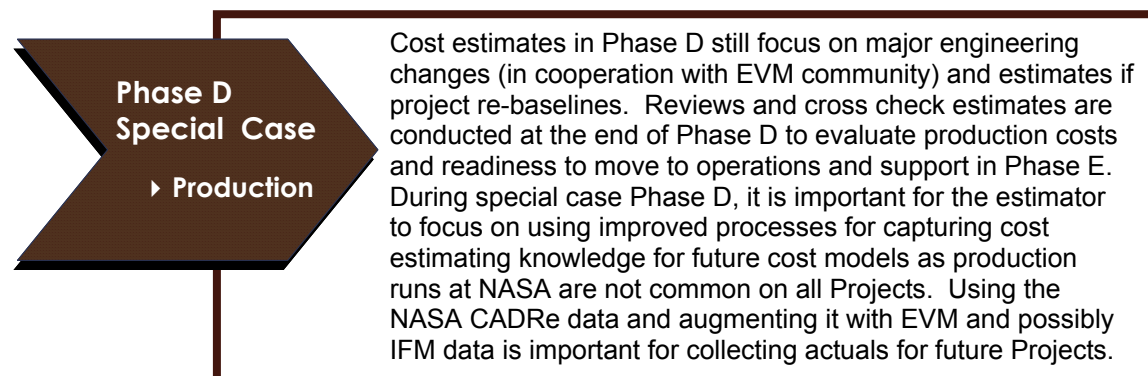 Phase D
Special Case
Production
Cost estimates in Phase D still focus on major engineering
changes (in cooperation with EVM community) and estimates if
project re-baselines. Reviews and cross check estimates are
conducted at the end of Phase D to evaluate production costs
and readiness to move to operations and support in Phase E.
During special case Phase D, it is important for the estimator
to focus on using improved processes for capturing cost
estimating knowledge for future cost models as production
runs at NASA are not common on all Projects. Using the
NASA CADRe data and augmenting it with EVM and possibly
IFM data is important for collecting actuals for future Projects.